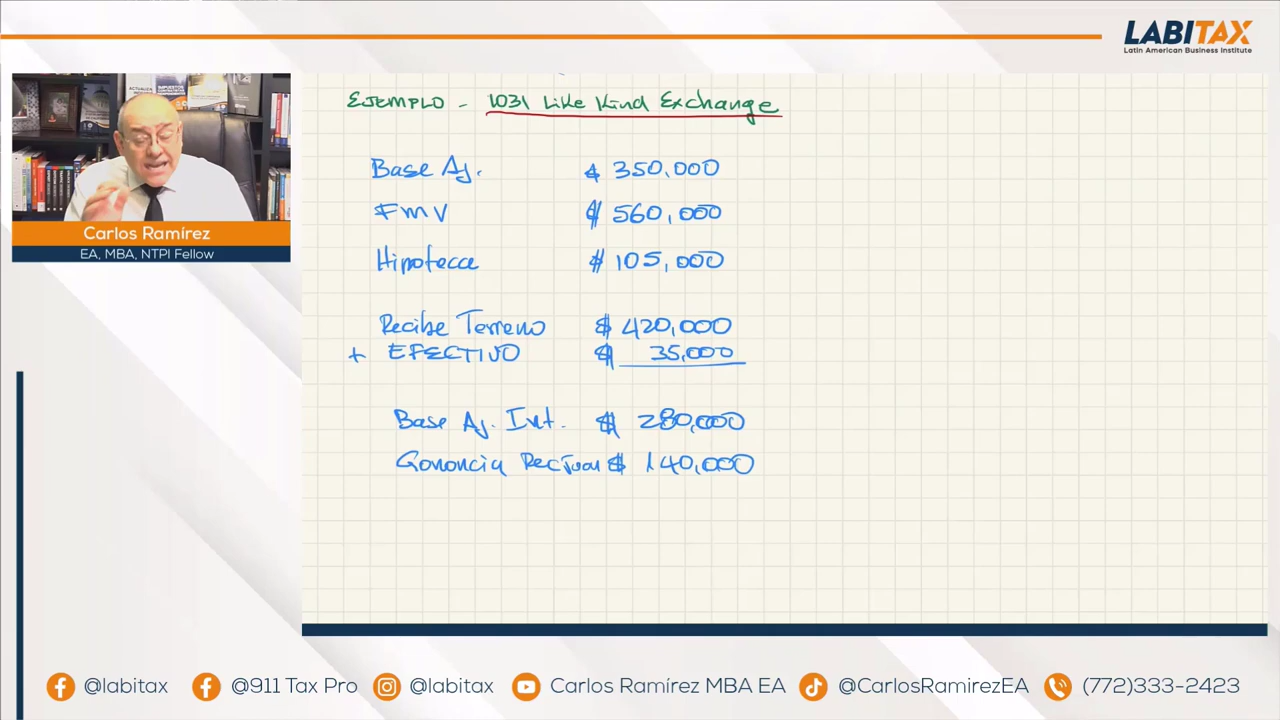 LABITAX
Latin American Business Institute
EJEMPLO - 1031 Like Kind Exchange
Base Aj. $ 350,000
FMV $ 560,000
Hipoteca $ 105,000
Recibe Terreno $ 420,000
+ EFECTIVO $ 35,000
Base Aj. Int. $ 280,000
Ganancia $ 140,000
Carlos Ramírez
EA, MBA, NTPI Fellow
@labitax
@911 Tax Pro
@labitax
Carlos Ramírez MBA EA
@CarlosRamirezEA
(772)333-2423